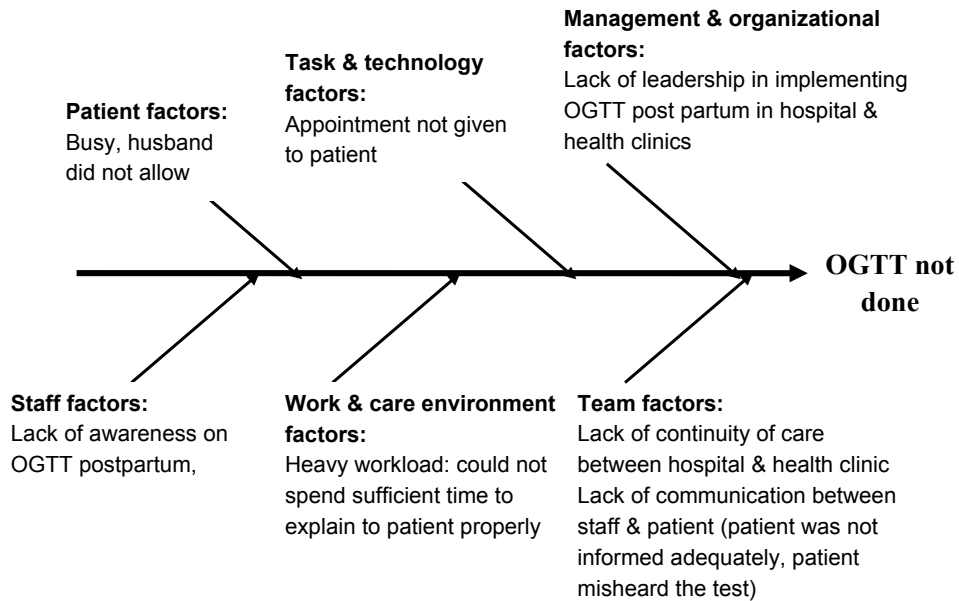 Patient factors:
Busy, husband
did not allow
Task & technology
factors:
Appointment not given
to patient
Management & organizational
factors:
Lack of leadership in implementing
OGTT post partum in hospital &
health clinics
OGTT not
done
Staff factors:
Lack of awareness on
OGTT postpartum,
Work & care environment
factors:
Heavy workload: could not
spend sufficient time to
explain to patient properly
Team factors:
Lack of continuity of care
between hospital & health clinic
Lack of communication between
staff & patient (patient was not
informed adequately, patient
misheard the test)